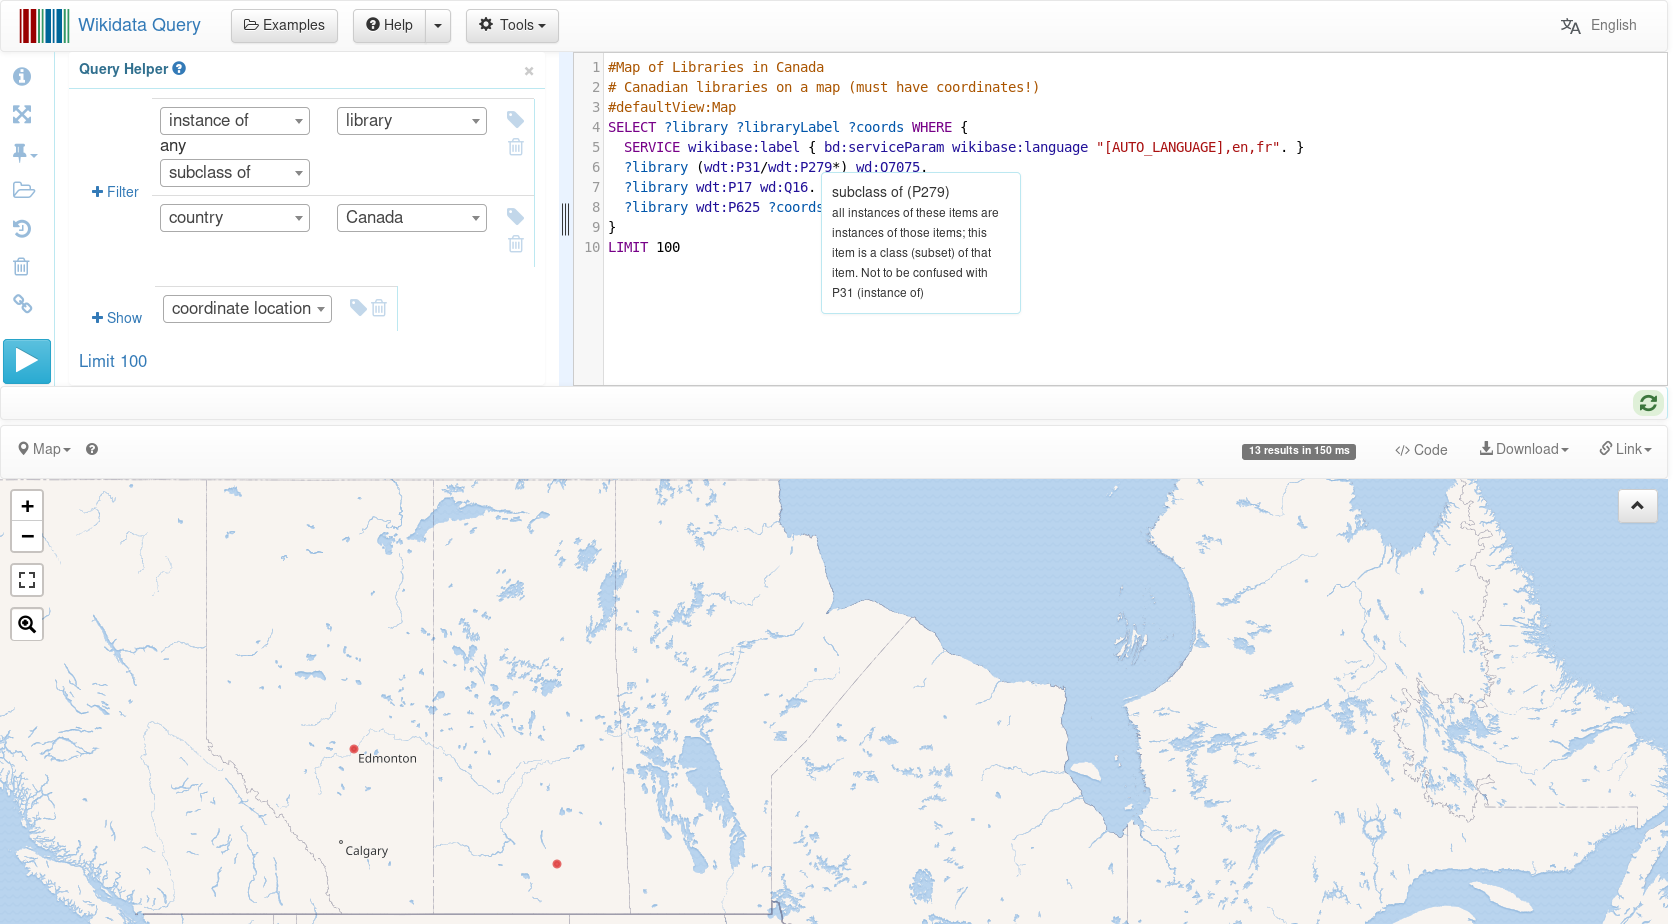 Wikidata Query
Examples
Help
Tools
English
Query Helper
×
instance of
library
any
subclass of
+ Filter
country
Canada
+ Show
coordinate location
Limit 100
1 #Map of Libraries in Canada
2 # Canadian libraries on a map (must have coordinates!)
3 #defaultView:Map
4 SELECT ?library ?libraryLabel ?coords WHERE {
5 SERVICE wikibase:label { bd:serviceParam wikibase:language "[AUTO_LANGUAGE],en,fr". }
6 ?library (wdt:P31/wdt:P279*) wd:Q7075.
7 ?library wdt:P17 wd:Q16.
8 ?library wdt:P625 ?coords
9 }
10 LIMIT 100
subclass of (P279)
all instances of these items are
instances of those items; this
item is a class (subset) of that
item. Not to be confused with
P31 (instance of)
Map
13 results in 150 ms
</> Code
Download
Link
+
−
Edmonton
Calgary